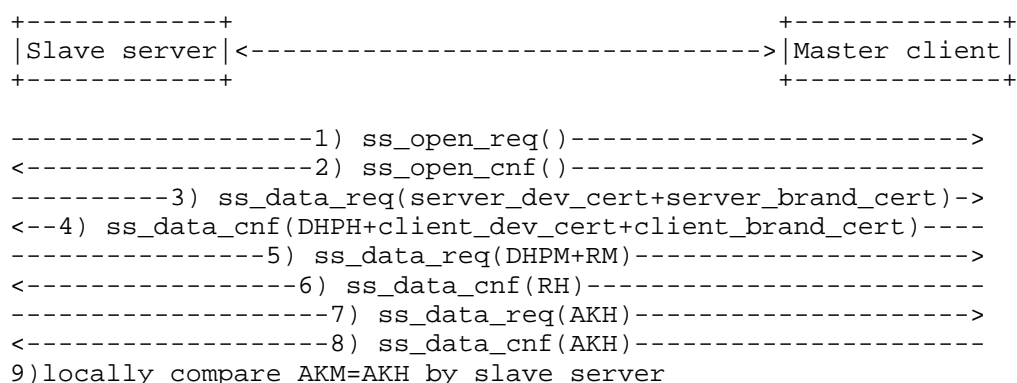 +------------+ +-------------+
|Slave server|<-------------------------------->|Master client|
+------------+ +-------------+
-------------------1) ss_open_req()------------------------->
<------------------2) ss_open_cnf()--------------------------
----------3) ss_data_req(server_dev_cert+server_brand_cert)->
<--4) ss_data_cnf(DHPH+client_dev_cert+client_brand_cert)----
----------------5) ss_data_req(DHPM+RM)--------------------->
<-----------------6) ss_data_cnf(RH)-------------------------
--------------------7) ss_data_req(AKH)--------------------->
<-------------------8) ss_data_cnf(AKH)----------------------
9)locally compare AKM=AKH by slave server